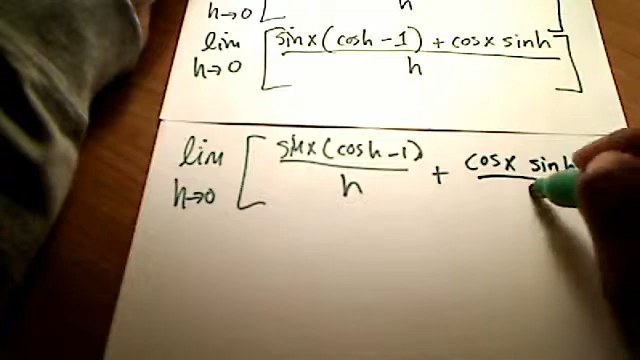 h→0 [ h ]
lim [ sinx(cosh-1) + cosx sinh ]
h→0 h
lim [ sinx(cosh-1) + cosx sinh
h→0 h